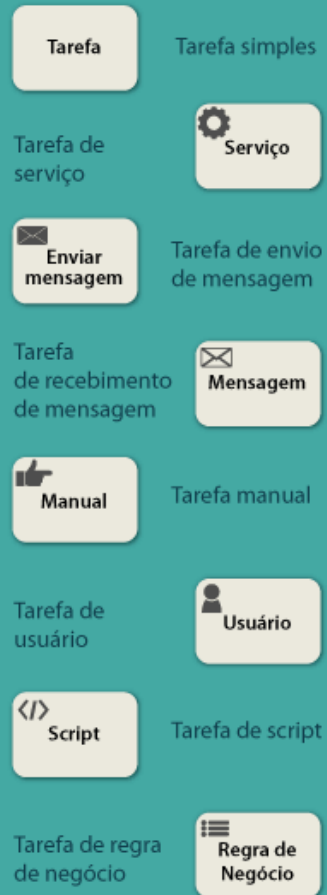 Tarefa
Tarefa simples
Tarefa de
serviço
Serviço
Enviar
mensagem
Tarefa de envio
de mensagem
Tarefa
de recebimento
de mensagem
Mensagem
Manual
Tarefa manual
Tarefa de
usuário
Usuário
</>
Script
Tarefa de script
Tarefa de regra
de negócio
Regra de
Negócio